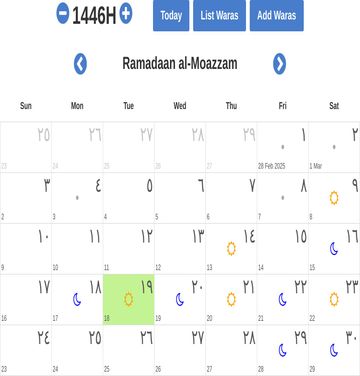 1446H
Today
List Waras
Add Waras
Ramadaan al-Moazzam
Sun Mon Tue Wed Thu Fri Sat
٢٥ ٢٦ ٢٧ ٢٨ ٢٩ ١ ٢
23 24 25 26 27 28 Feb 2025 1 Mar
٣ ٤ ٥ ٦ ٧ ٨ ٩
2 3 4 5 6 7 8
١٠ ١١ ١٢ ١٣ ١٤ ١٥ ١٦
9 10 11 12 13 14 15
١٧ ١٨ ١٩ ٢٠ ٢١ ٢٢ ٢٣
16 17 18 19 20 21 22
٢٤ ٢٥ ٢٦ ٢٧ ٢٨ ٢٩ ٣٠
23 24 25 26 27 28 29